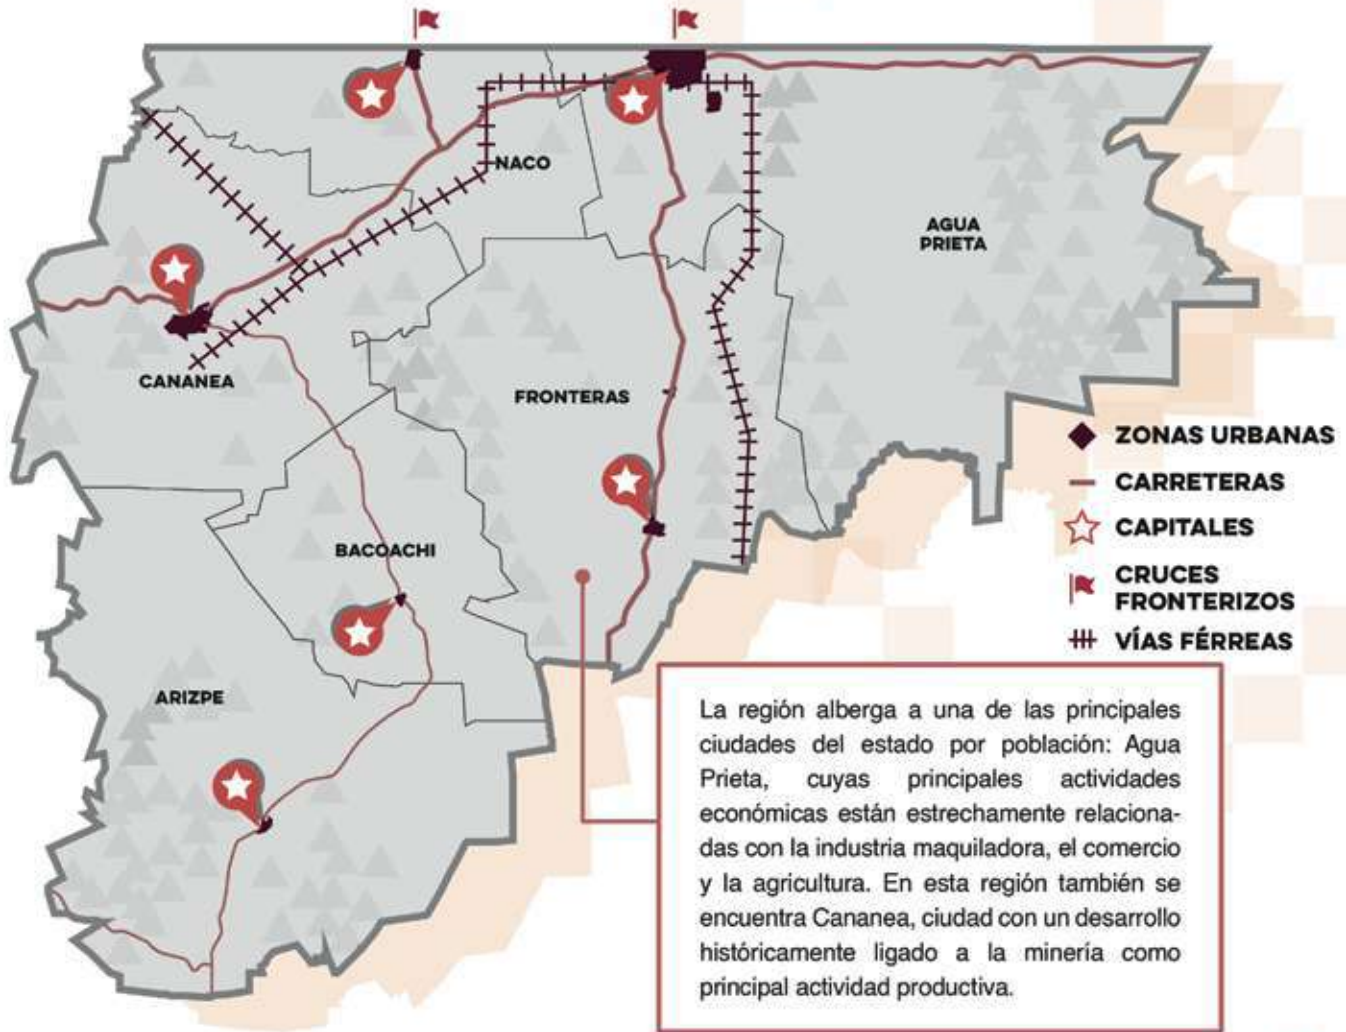 NACO
AGUA
PRIETA
CANANEA
FRONTERAS
BACOACHI
ARIZPE
ZONAS URBANAS
CARRETERAS
CAPITALES
CRUCES
FRONTERIZOS
VÍAS FÉRREAS
La región alberga a una de las principales
ciudades del estado por población: Agua
Prieta, cuyas principales actividades
económicas están estrechamente relaciona-
das con la industria maquiladora, el comercio
y la agricultura. En esta región también se
encuentra Cananea, ciudad con un desarrollo
históricamente ligado a la minería como
principal actividad productiva.